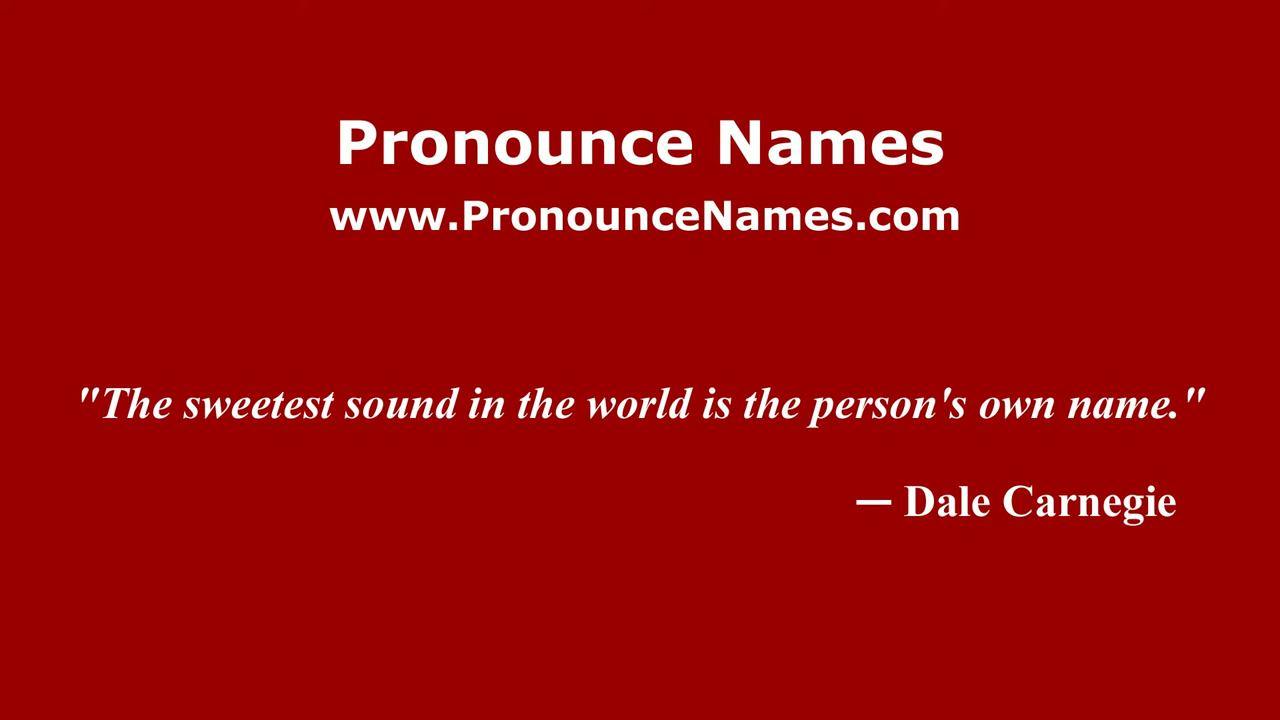 Pronounce Names
www.PronounceNames.com
"The sweetest sound in the world is the person's own name."
— Dale Carnegie